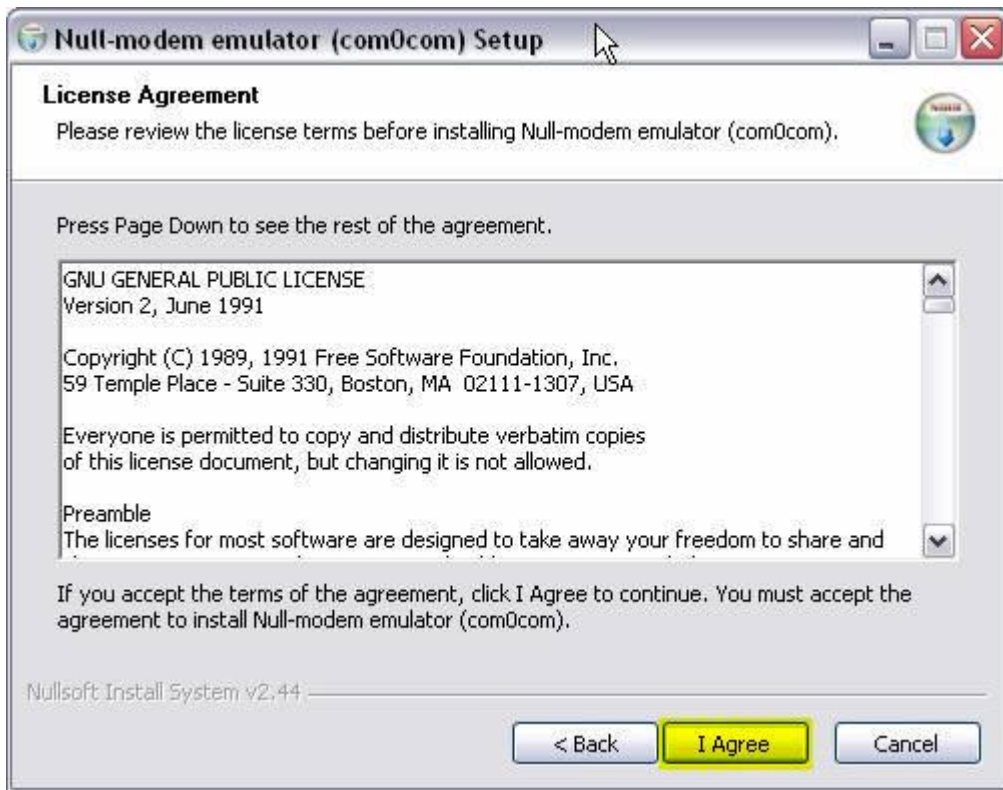 Null-modem emulator (com0com) Setup
License Agreement
Please review the license terms before installing Null-modem emulator (com0com).
Press Page Down to see the rest of the agreement.
GNU GENERAL PUBLIC LICENSE
Version 2, June 1991
Copyright (C) 1989, 1991 Free Software Foundation, Inc.
59 Temple Place - Suite 330, Boston, MA  02111-1307, USA
Everyone is permitted to copy and distribute verbatim copies
of this license document, but changing it is not allowed.
Preamble
The licenses for most software are designed to take away your freedom to share and
If you accept the terms of the agreement, click I Agree to continue. You must accept the
agreement to install Null-modem emulator (com0com).
Nullsoft Install System v2.44
< Back
I Agree
Cancel